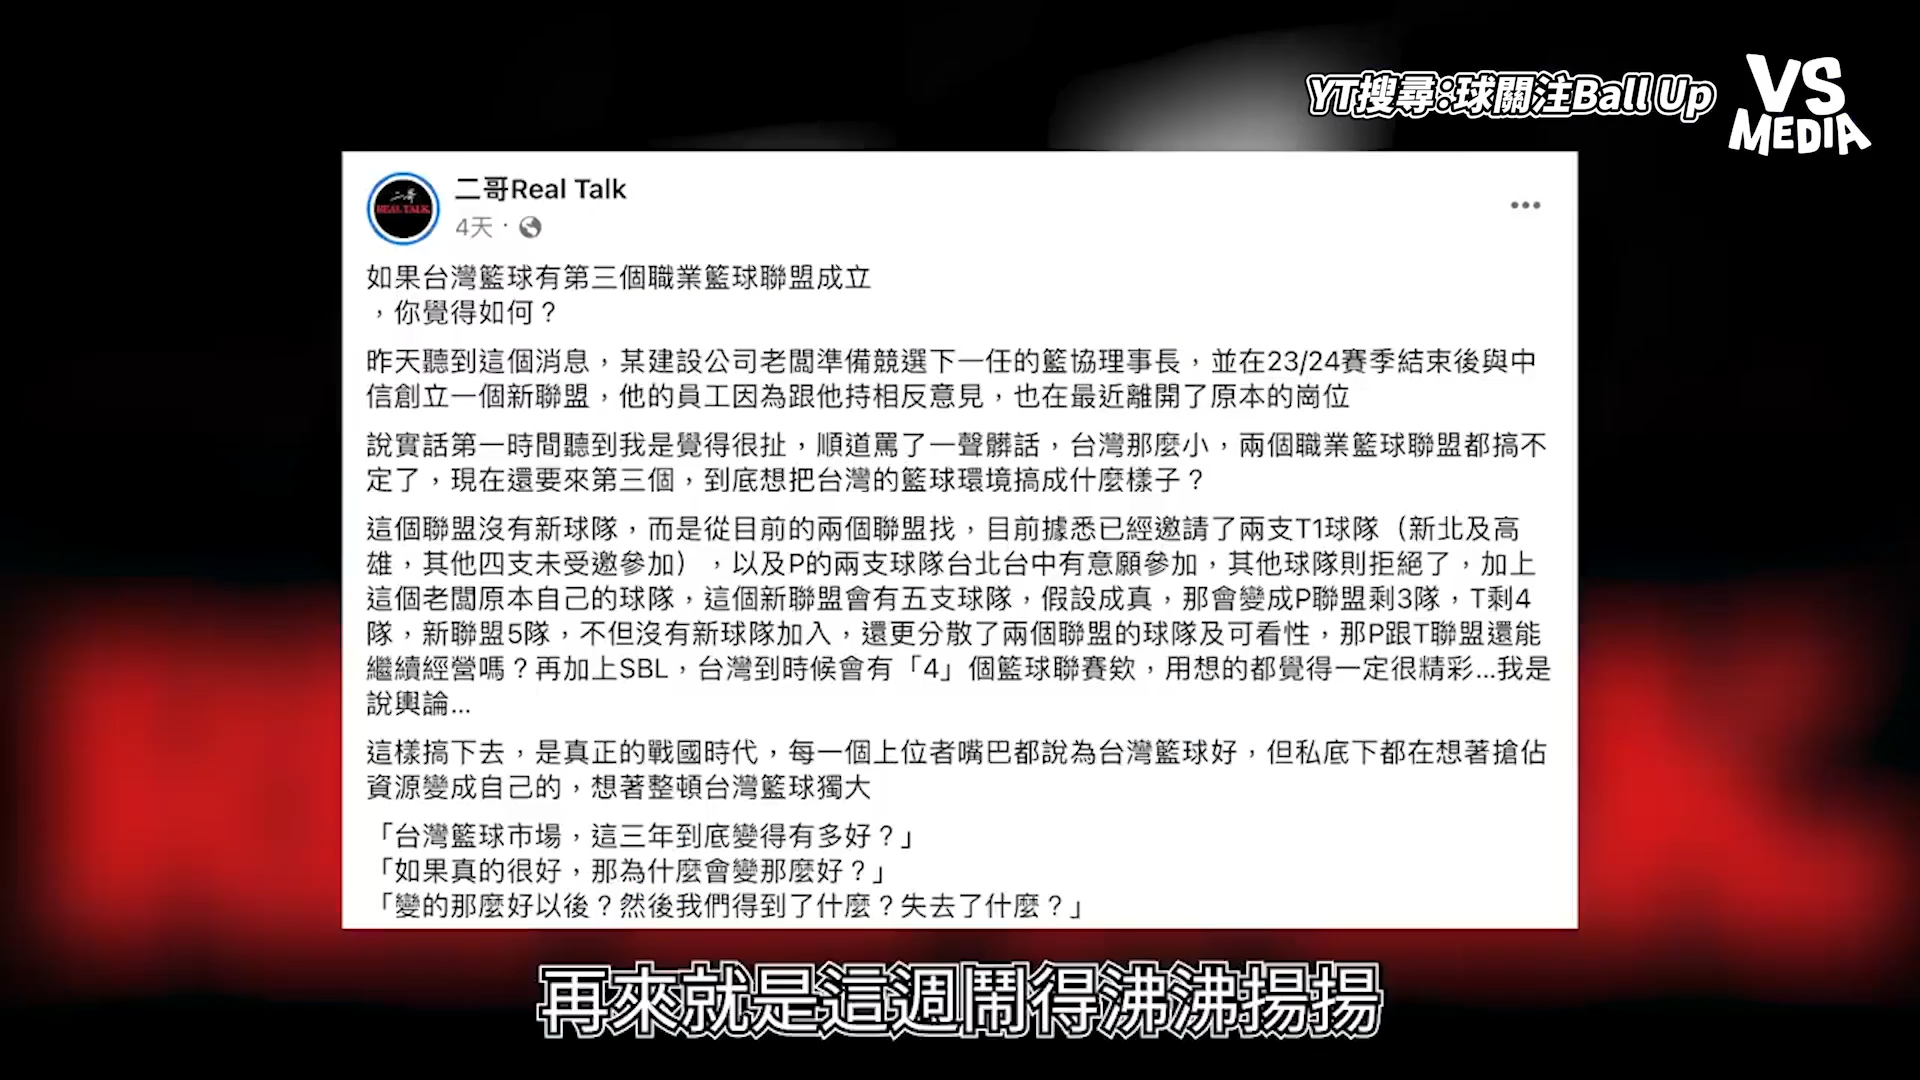 YT搜尋:球關注Ball Up
VS
MEDIA
二哥
REAL TALK
二哥Real Talk
4天·
如果台灣籃球有第三個職業籃球聯盟成立
，你覺得如何？
昨天聽到這個消息，某建設公司老闆準備競選下一任的籃協理事長，並在23/24賽季結束後與中
信創立一個新聯盟，他的員工因為跟他持相反意見，也在最近離開了原本的崗位
說實話第一時間聽到我是覺得很扯，順道罵了一聲髒話，台灣那麼小，兩個職業籃球聯盟都搞不
定了，現在還要來第三個，到底想把台灣的籃球環境搞成什麼樣子？
這個聯盟沒有新球隊，而是從目前的兩個聯盟找，目前據悉已經邀請了兩支T1球隊（新北及高
雄，其他四支未受邀參加），以及P的兩支球隊台北台中有意願參加，其他球隊則拒絕了，加上
這個老闆原本自己的球隊，這個新聯盟會有五支球隊，假設成真，那會變成P聯盟剩3隊，T剩4
隊，新聯盟5隊，不但沒有新球隊加入，還更分散了兩個聯盟的球隊及可看性，那P跟T聯盟還能
繼續經營嗎？再加上SBL，台灣到時候會有「4」個籃球聯賽欸，用想的都覺得一定很精彩...我是
說輿論...
這樣搞下去，是真正的戰國時代，每一個上位者嘴巴都說為台灣籃球好，但私底下都在想著搶佔
資源變成自己的，想著整頓台灣籃球獨大
「台灣籃球市場，這三年到底變得有多好？」
「如果真的很好，那為什麼會變那麼好？」
「變的那麼好以後？然後我們得到了什麼？失去了什麼？」
再來就是這週鬧得沸沸揚揚